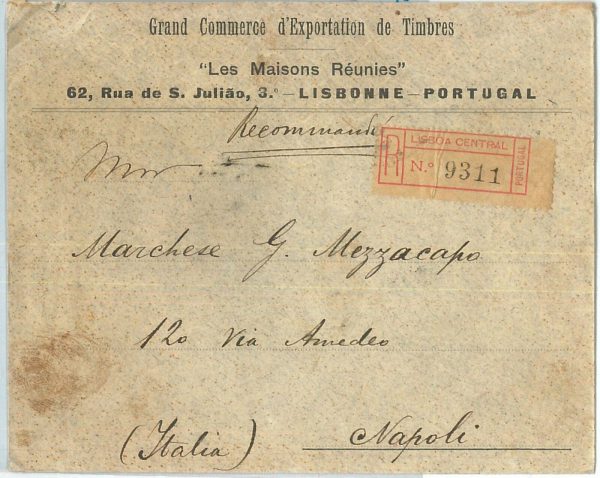 Grand Commerce d'Exportation de Timbres
"Les Maisons Réunies"
62, Rua de S. Julião, 3.º—LISBONNE—PORTUGAL
Recommandé
R
LISBOA CENTRAL
N.º 9311
PORTUGAL
Marchese G. Mezzacapo
120 Via Amedeo
(Italia) Napoli